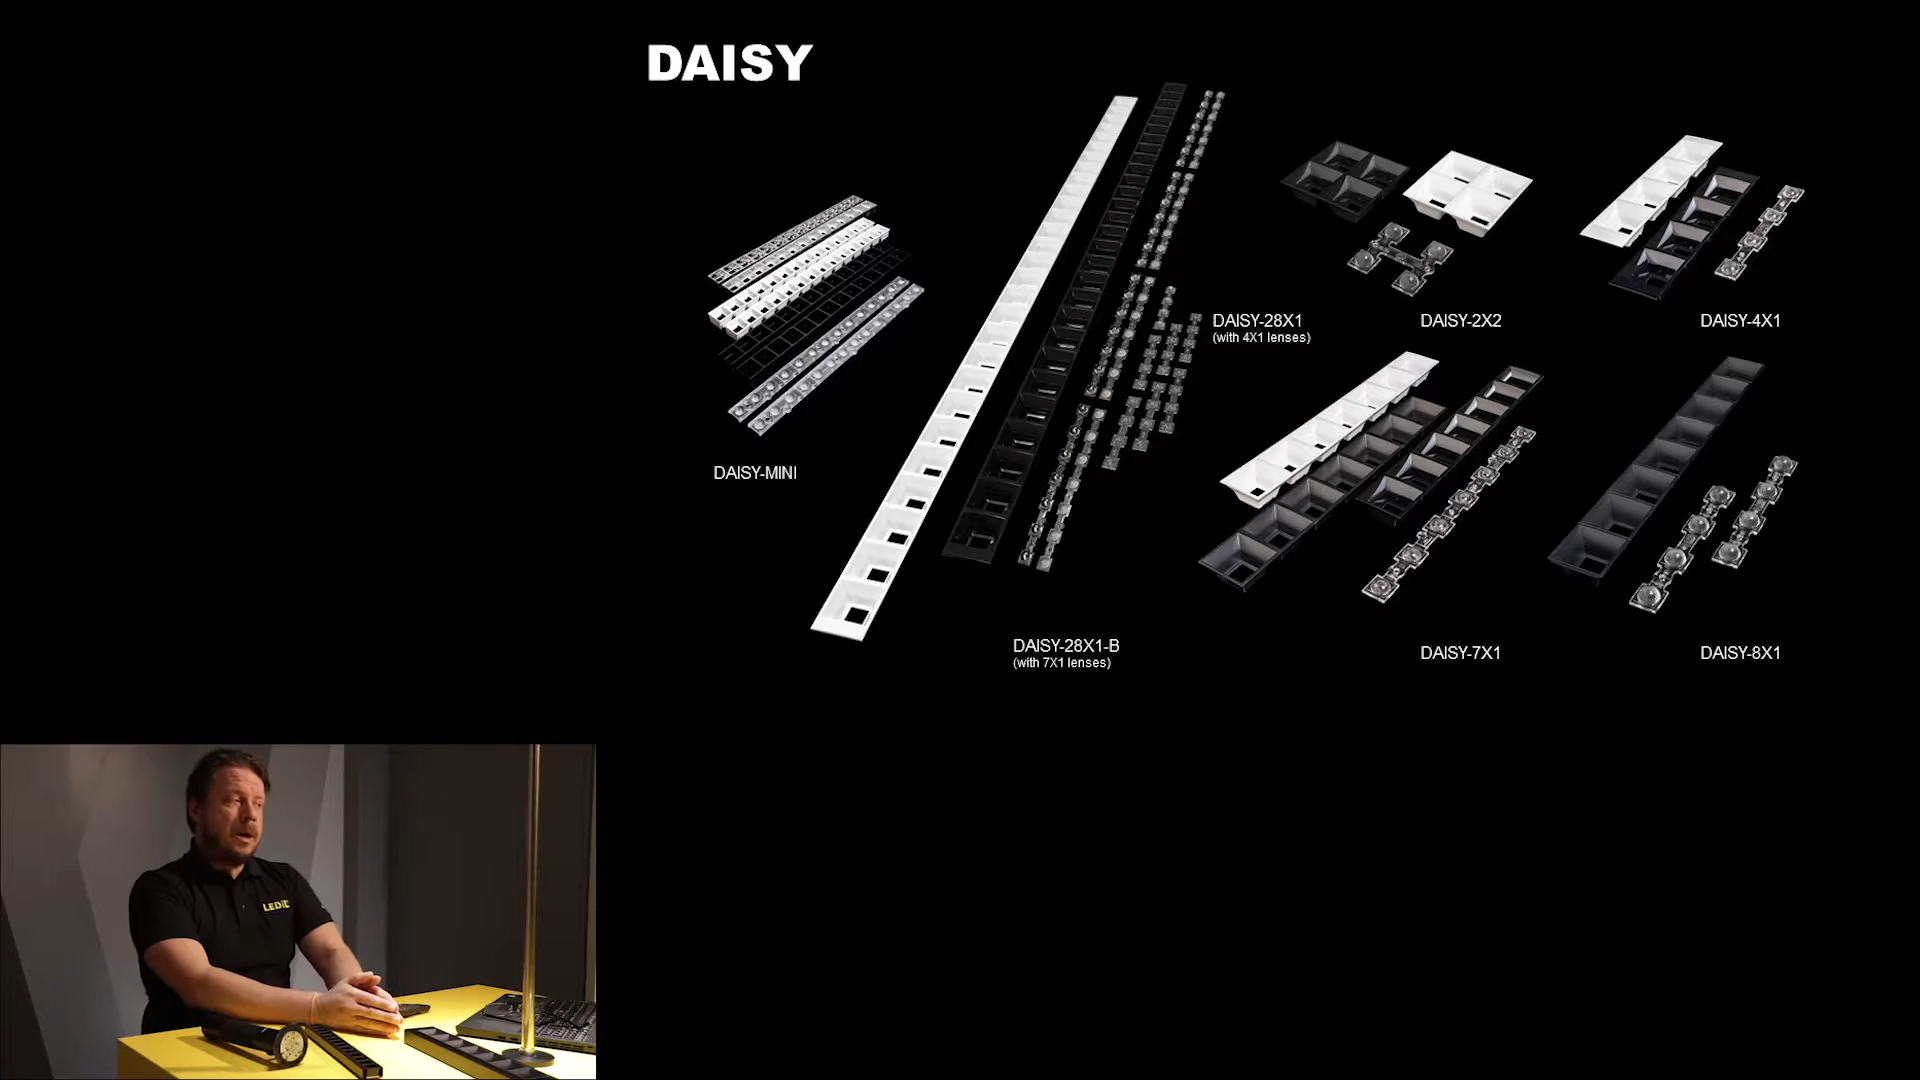 DAISY
DAISY-MINI
DAISY-28X1-B
(with 7X1 lenses)
DAISY-28X1
(with 4X1 lenses)
DAISY-2X2
DAISY-4X1
DAISY-7X1
DAISY-8X1
LEDiL